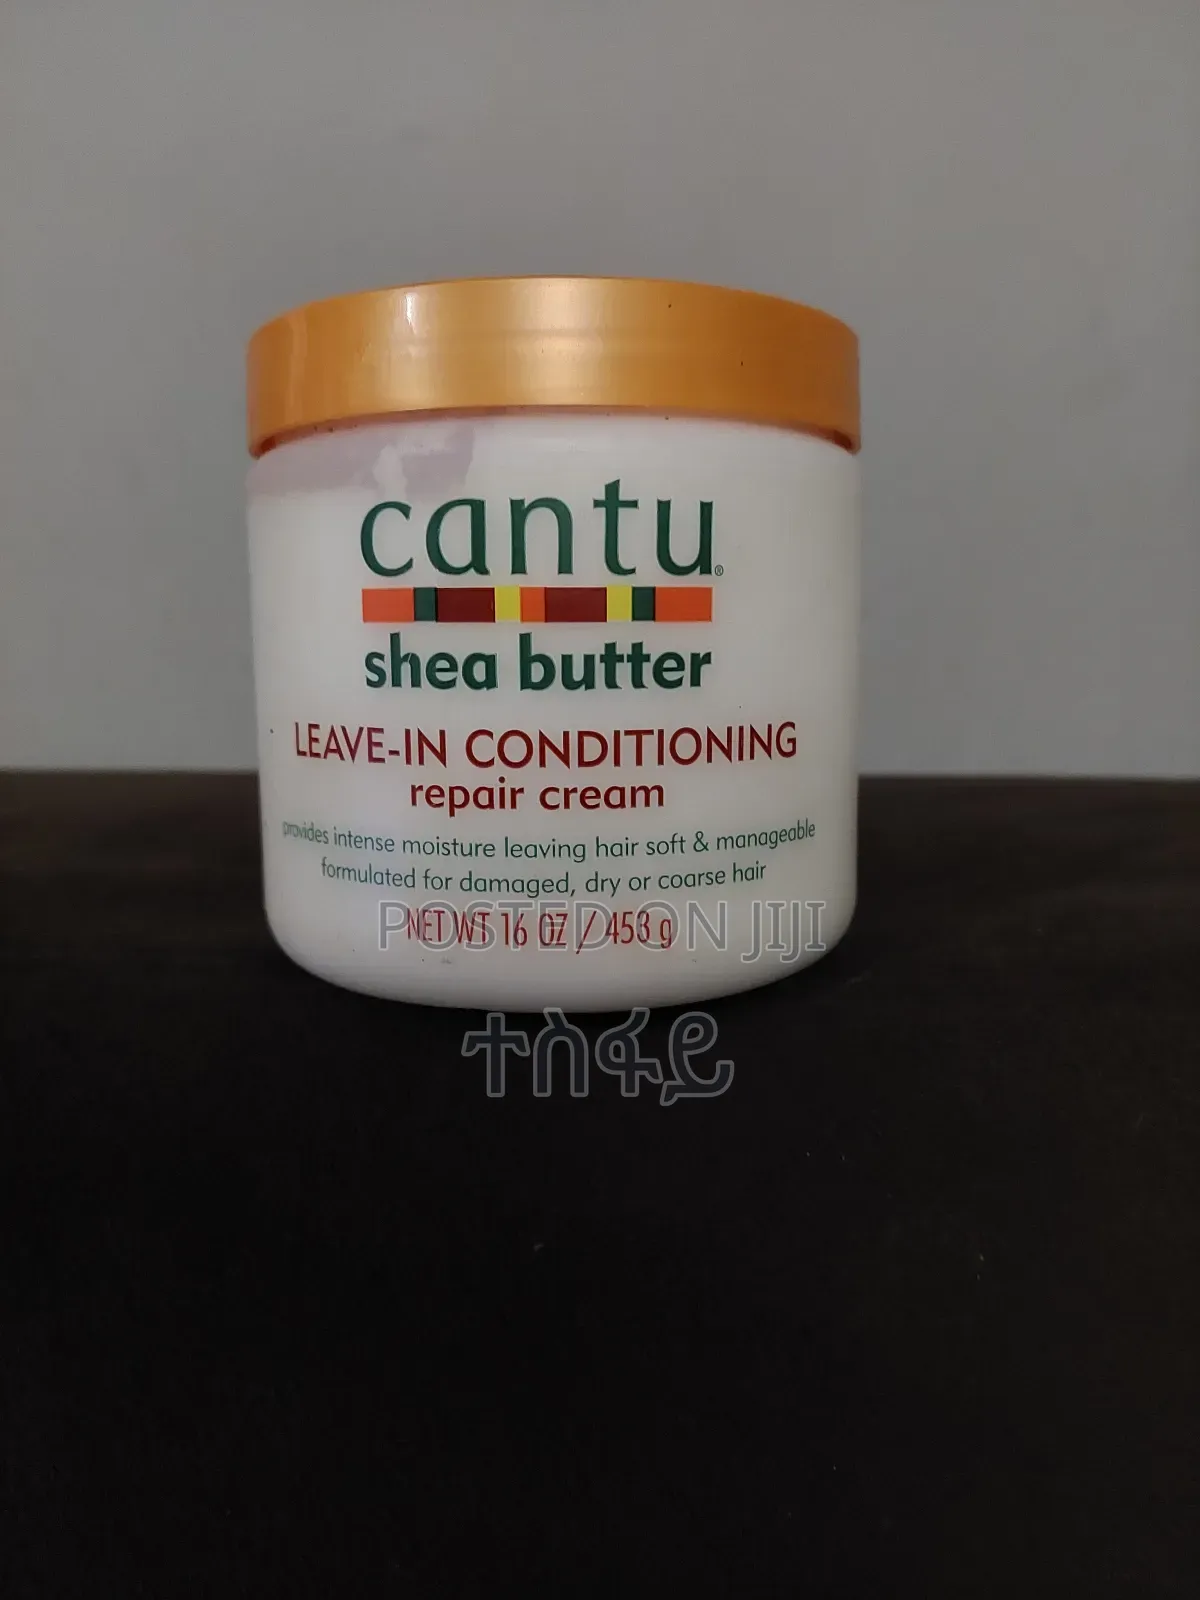 cantu®
shea butter
LEAVE-IN CONDITIONING
repair cream
provides intense moisture leaving hair soft & manageable
formulated for damaged, dry or coarse hair
NET WT 16 OZ / 453 g
POSTED ON JIJI
ተስፋይ